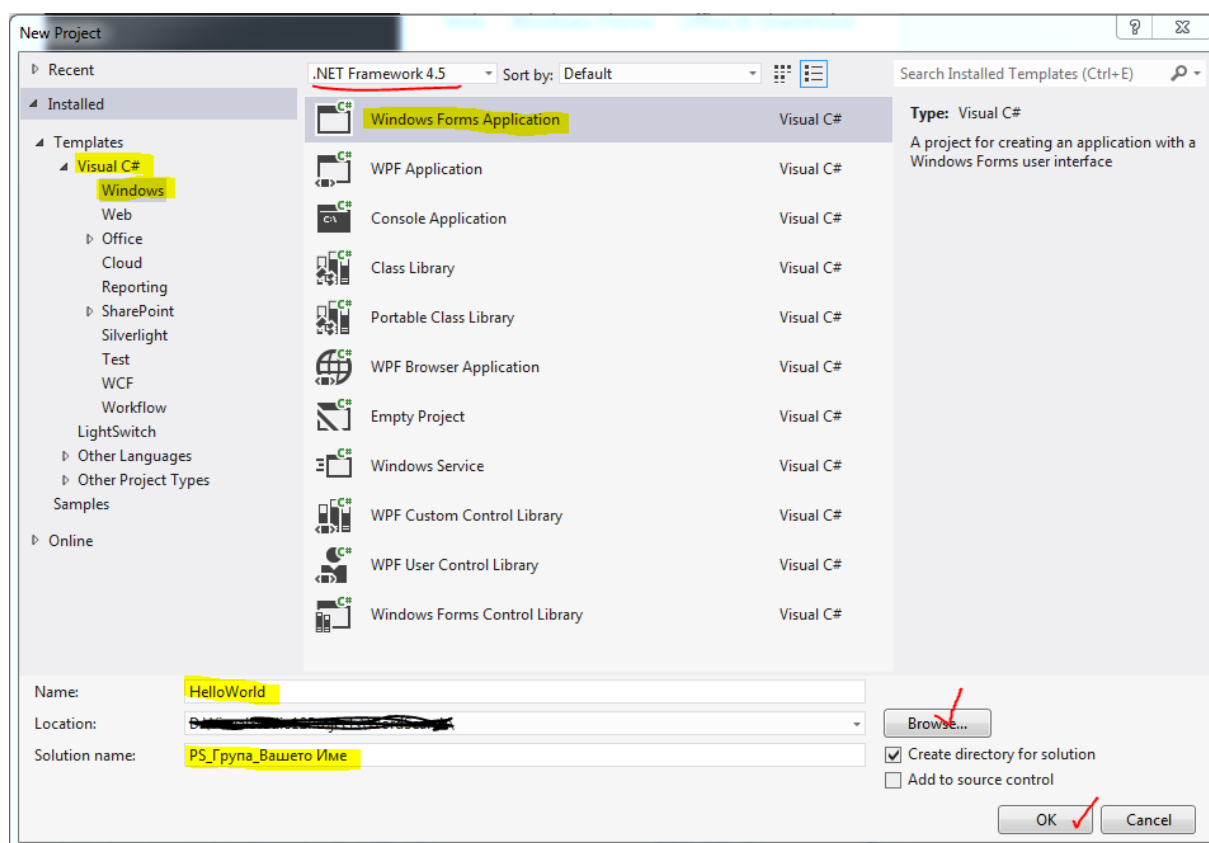 New Project
Recent
.NET Framework 4.5
Sort by: Default
Search Installed Templates (Ctrl+E)
Installed
Templates
Visual C#
Windows
Web
Office
Cloud
Reporting
SharePoint
Silverlight
Test
WCF
Workflow
LightSwitch
Other Languages
Other Project Types
Samples
Online
Windows Forms Application Visual C#
WPF Application Visual C#
Console Application Visual C#
Class Library Visual C#
Portable Class Library Visual C#
WPF Browser Application Visual C#
Empty Project Visual C#
Windows Service Visual C#
WPF Custom Control Library Visual C#
WPF User Control Library Visual C#
Windows Forms Control Library Visual C#
Type: Visual C#
A project for creating an application with a
Windows Forms user interface
Name: HelloWorld
Location:
Browse...
Solution name: PS_Група_Вашето Име
Create directory for solution
Add to source control
OK Cancel